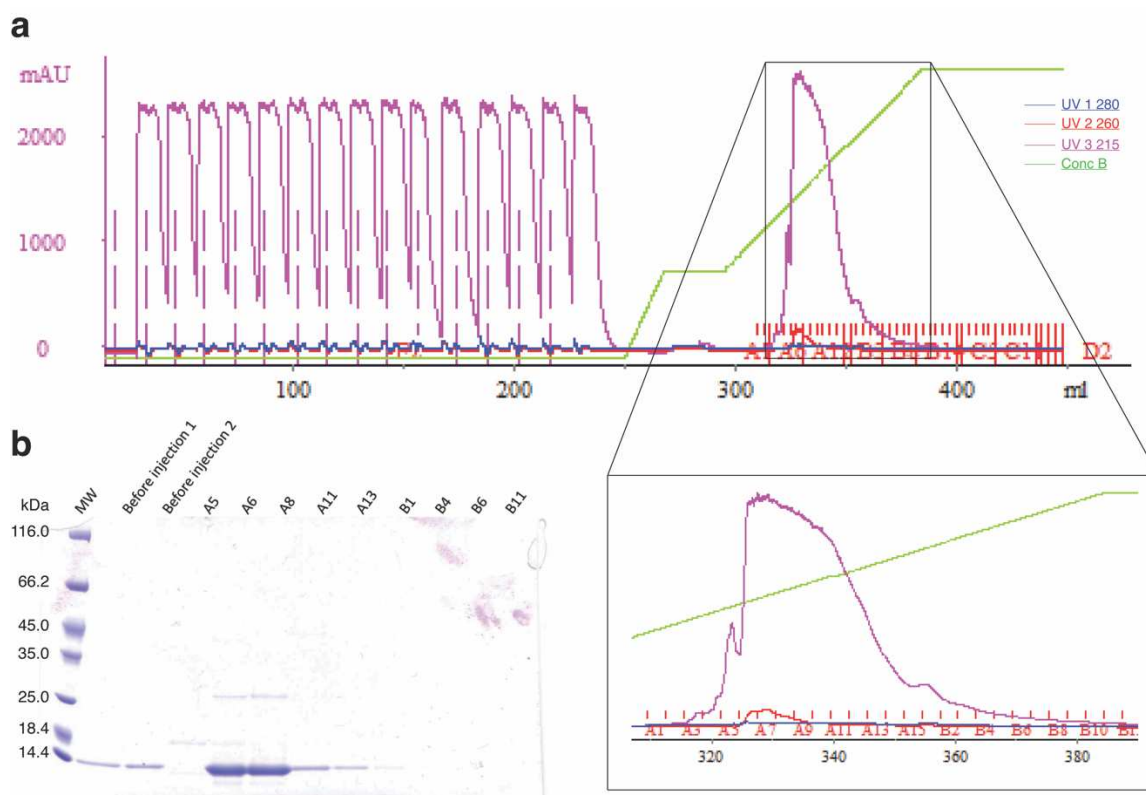 a
mAU
2000
1000
0
100 200 300 400 ml
UV 1 280
UV 2 260
UV 3 215
Conc B
D2
b
kDa MW Before injection 1 Before injection 2 A5 A6 A8 A11 A13 B1 B4 B6 B11
116.0
66.2
45.0
35.0
25.0
18.4
14.4
A1 A3 A5 A7 A9 A11 A13 A15 B2 B4 B6 B8 B10
320 340 360 380